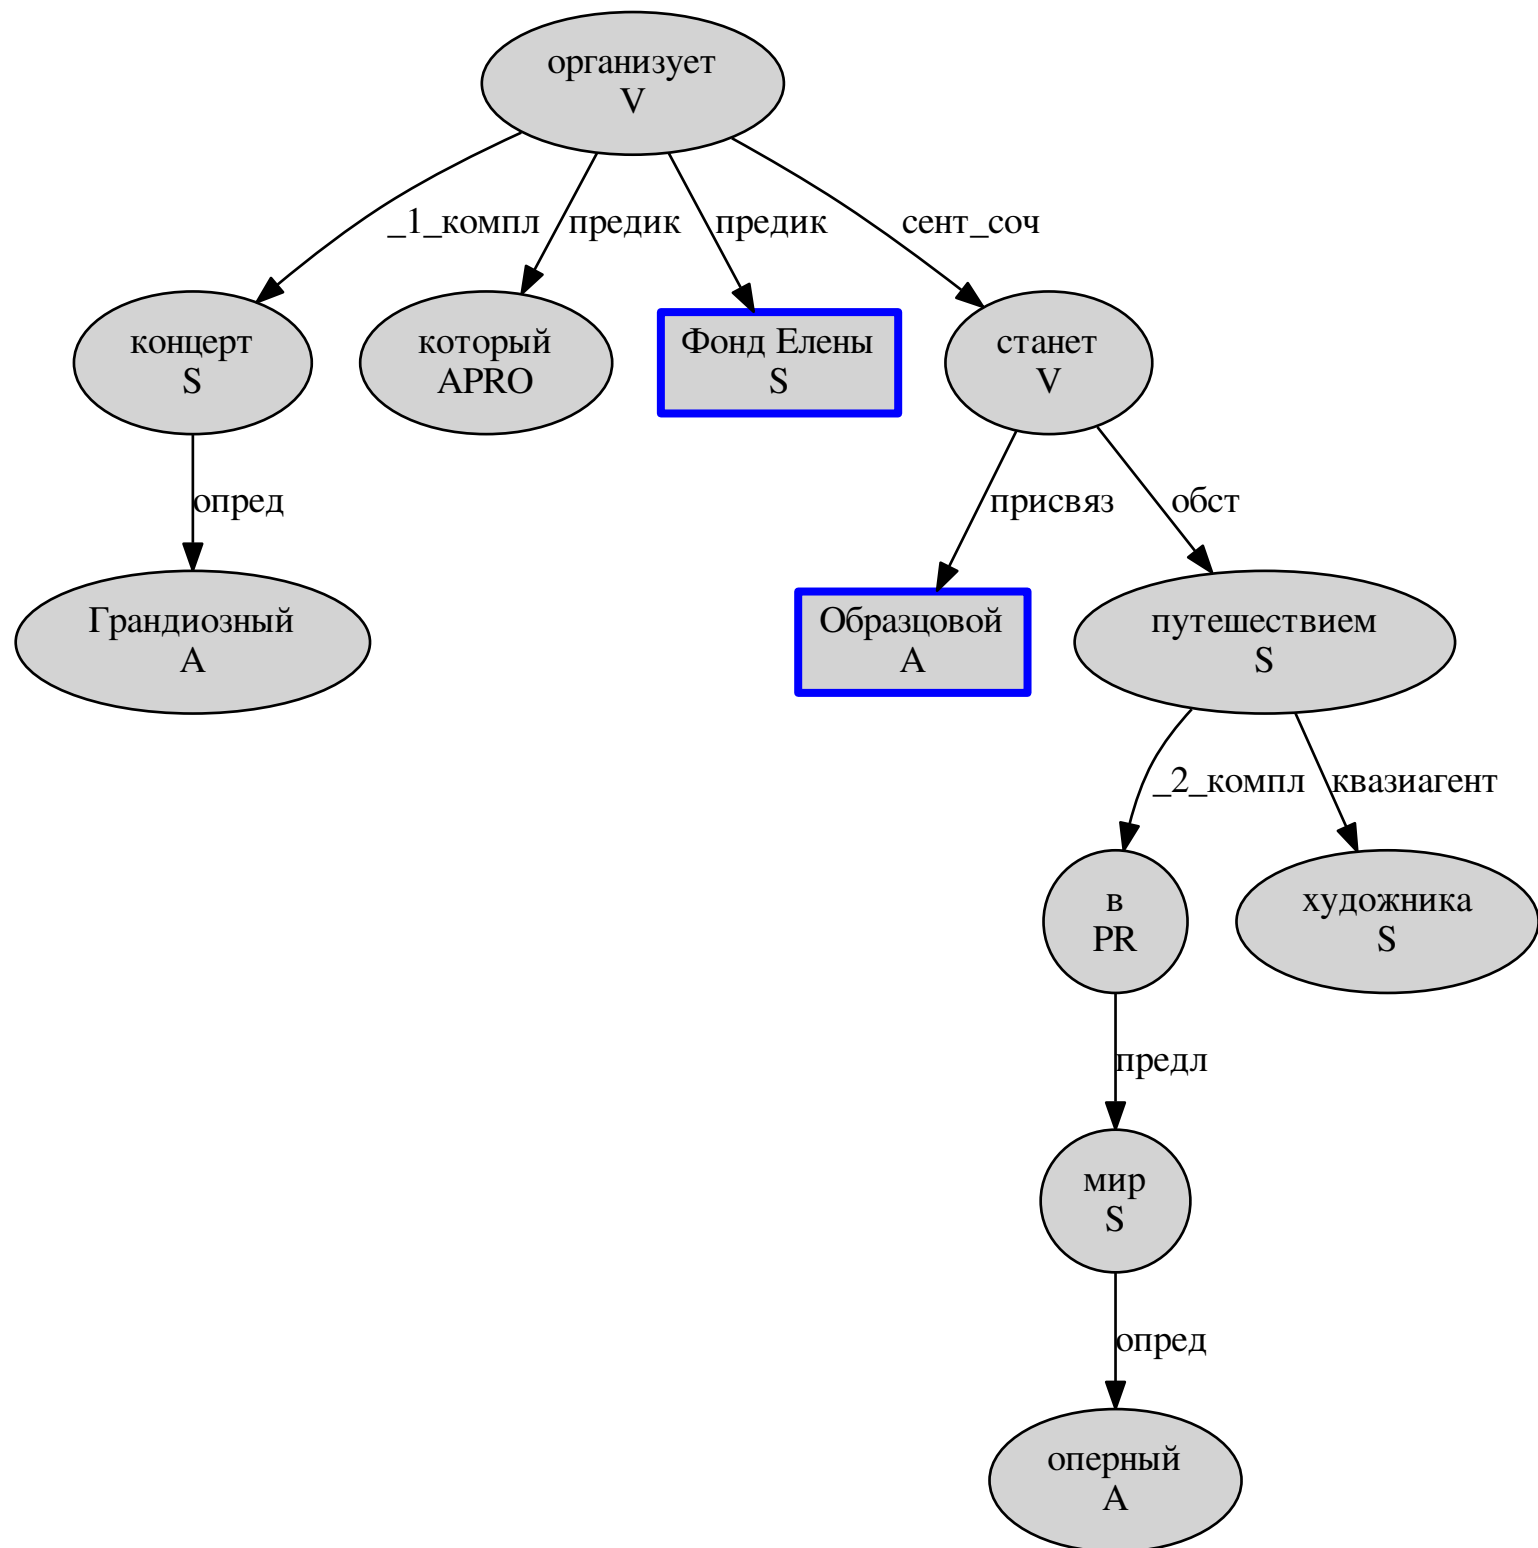 организует
V
_1_компл
предик
предик
сент_соч
концерт
S
который
APRO
Фонд Елены
S
станет
V
опред
присвяз
обст
Грандиозный
A
Образцовой
A
путешествием
S
_2_компл
квазиагент
в
PR
художника
S
предл
мир
S
опред
оперный
A